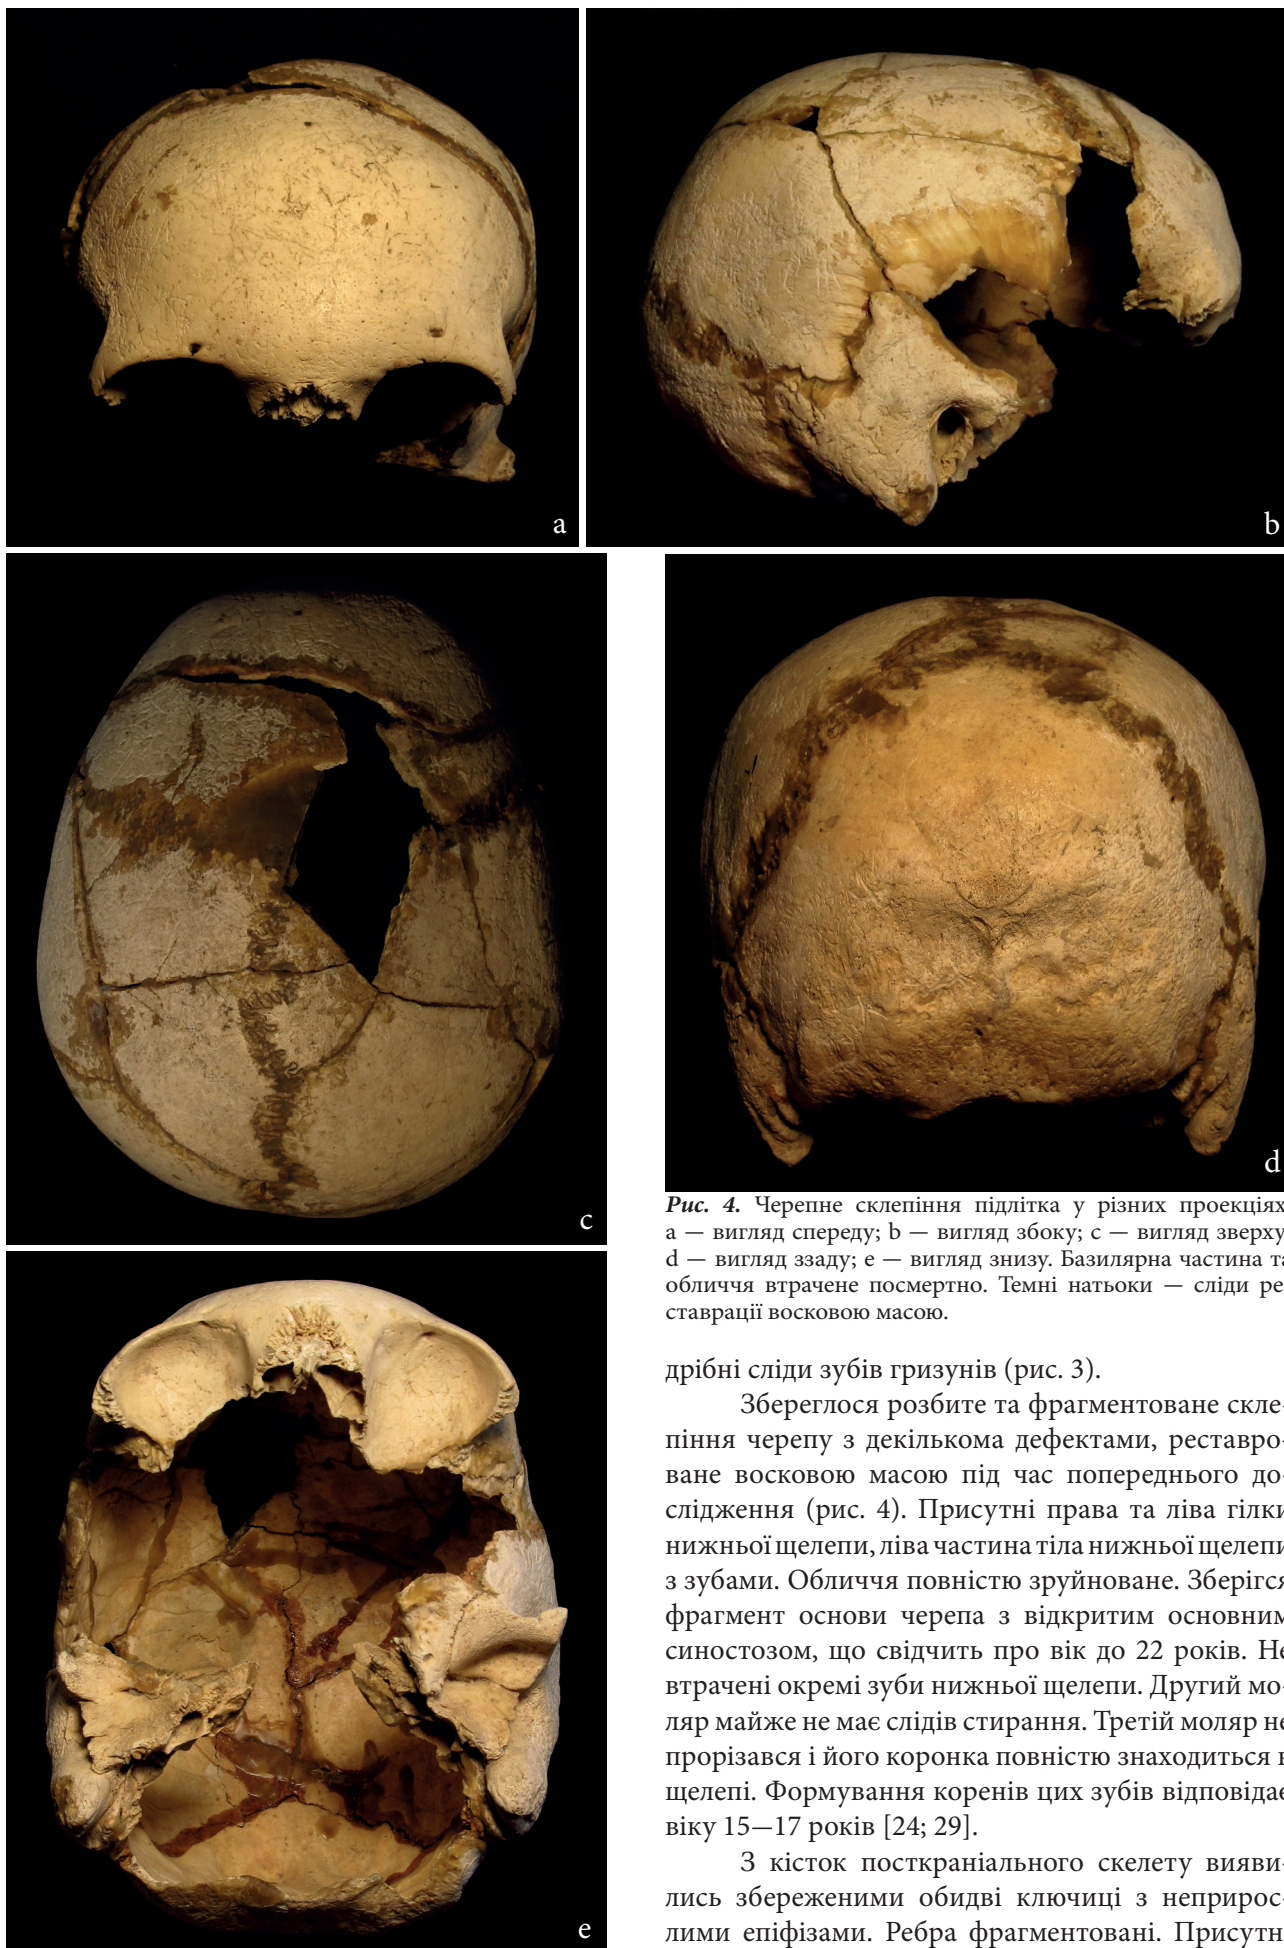 a
b
c
d
Рис. 4. Черепне склепіння підлітка у різних проекціях
a — вигляд спереду; b — вигляд збоку; c — вигляд зверху
d — вигляд ззаду; e — вигляд знизу. Базилярна частина та
обличчя втрачене посмертно. Темні натьоки — сліди ре-
ставрації восковою масою.
e
дрібні сліди зубів гризунів (рис. 3).
Збереглося розбите та фрагментоване скле-
піння черепу з декількома дефектами, реставро-
ване восковою масою під час попереднього до-
слідження (рис. 4). Присутні права та ліва гілки
нижньої щелепи, ліва частина тіла нижньої щелепи
з зубами. Обличчя повністю зруйноване. Зберігся
фрагмент основи черепа з відкритим основним
синостозом, що свідчить про вік до 22 років. Не
втрачені окремі зуби нижньої щелепи. Другий мо-
ляр майже не має слідів стирання. Третій моляр не
прорізався і його коронка повністю знаходиться в
щелепі. Формування коренів цих зубів відповідає
віку 15—17 років [24; 29].
З кісток посткраніального скелету вияви-
лись збереженими обидві ключиці з неприрос-
лими епіфізами. Ребра фрагментовані. Присутні